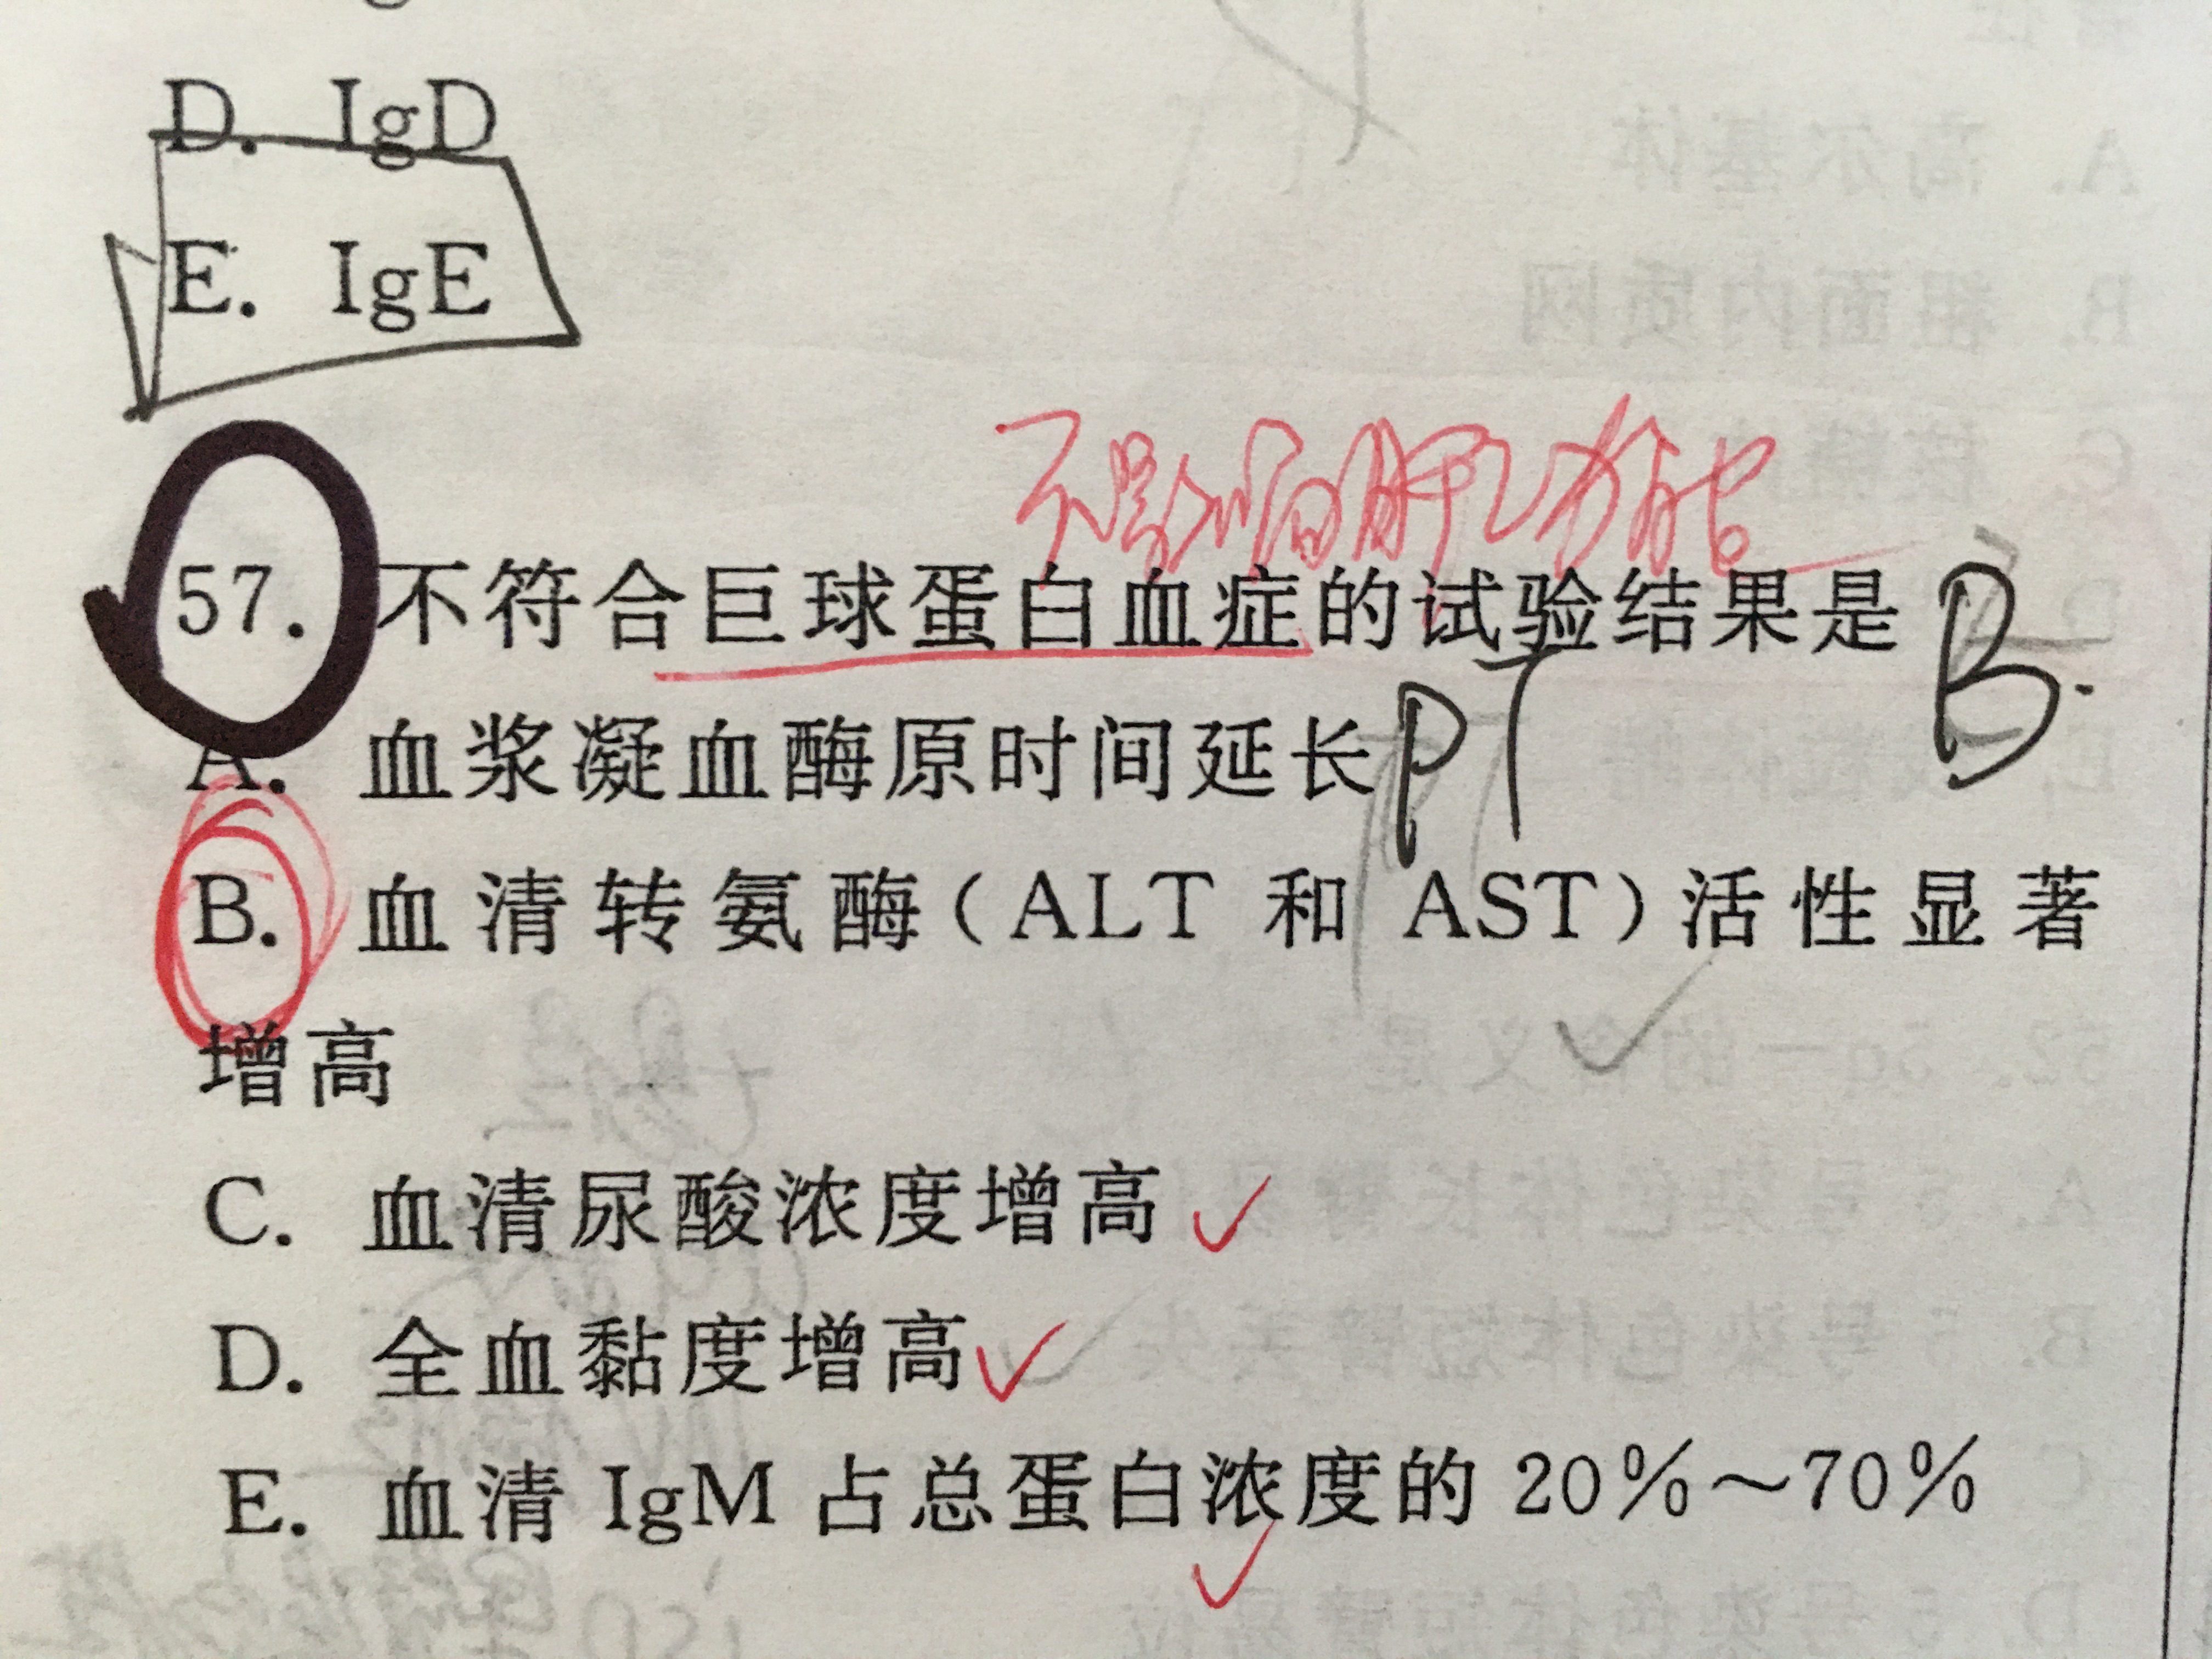 D. IgD
E. IgE
57. 不符合巨球蛋白血症的试验结果是 B.
A. 血浆凝血酶原时间延长 PT
B. 血清转氨酶(ALT 和 AST)活性显著
增高
C. 血清尿酸浓度增高
D. 全血黏度增高
E. 血清 IgM 占总蛋白浓度的 20%～70%